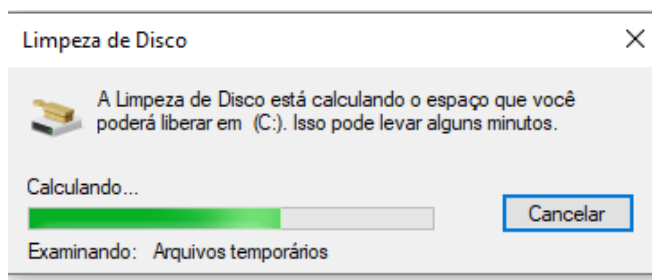 Limpeza de Disco
A Limpeza de Disco está calculando o espaço que você
poderá liberar em  (C:). Isso pode levar alguns minutos.
Calculando...
Cancelar
Examinando:   Arquivos temporários